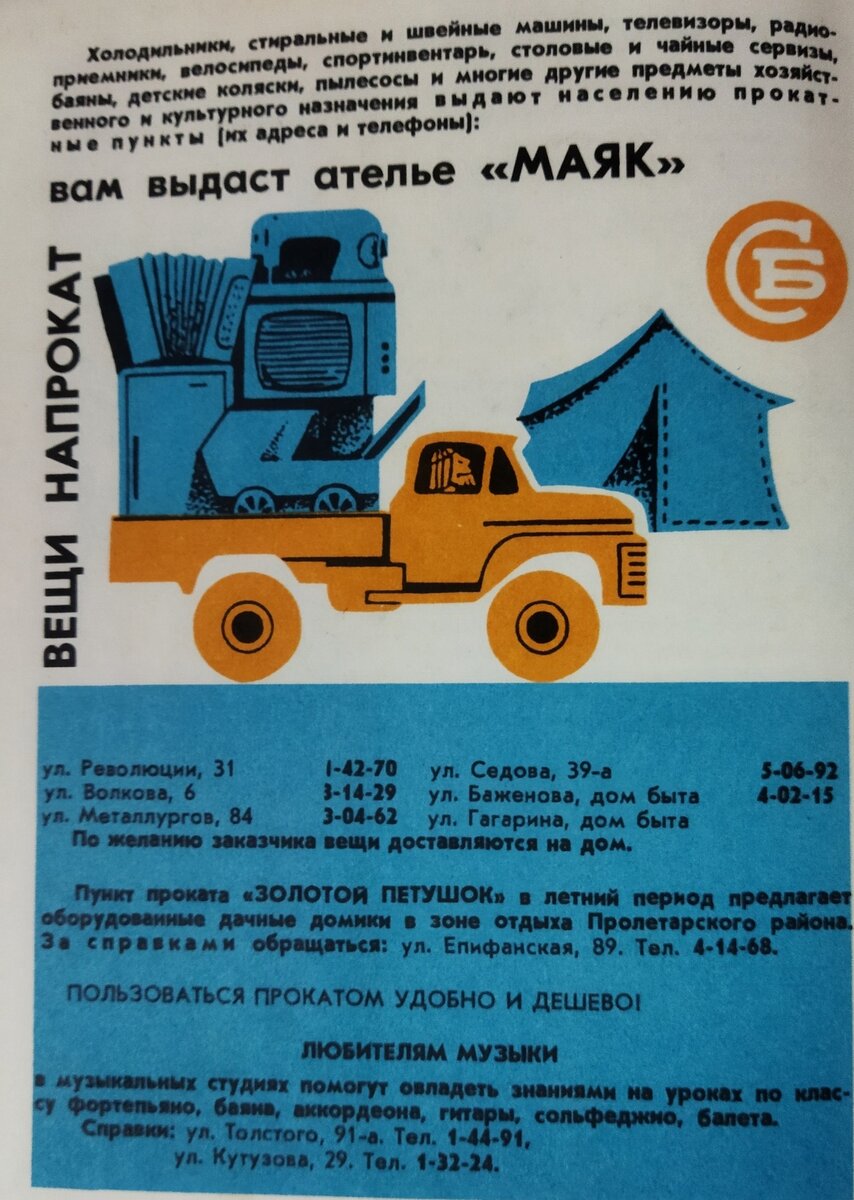 Холодильники, стиральные и швейные машины, телевизоры, радио-
приемники, велосипеды, спортинвентарь, столовые и чайные сервизы,
баяны, детские коляски, пылесосы и многие другие предметы хозяйст-
венного и культурного назначения выдают населению прокат-
ные пункты (их адреса и телефоны):
вам выдаст ателье «МАЯК»
ВЕЩИ НАПРОКАТ
СБ
ул. Революции, 31 1-42-70 ул. Седова, 39-а 5-06-92
ул. Волкова, 6 3-14-29 ул. Баженова, дом быта 4-02-15
ул. Металлургов, 84 3-04-62 ул. Гагарина, дом быта
По желанию заказчика вещи доставляются на дом.
Пункт проката «ЗОЛОТОЙ ПЕТУШОК» в летний период предлагает
оборудованные дачные домики в зоне отдыха Пролетарского района.
За справками обращаться: ул. Епифанская, 89. Тел. 4-14-68.
ПОЛЬЗОВАТЬСЯ ПРОКАТОМ УДОБНО И ДЕШЕВО!
ЛЮБИТЕЛЯМ МУЗЫКИ
в музыкальных студиях помогут овладеть знаниями на уроках по клас-
су фортепьяно, баяна, аккордеона, гитары, сольфеджио, балета.
Справки: ул. Толстого, 91-а. Тел. 1-44-91,
ул. Кутузова, 29. Тел. 1-32-24.